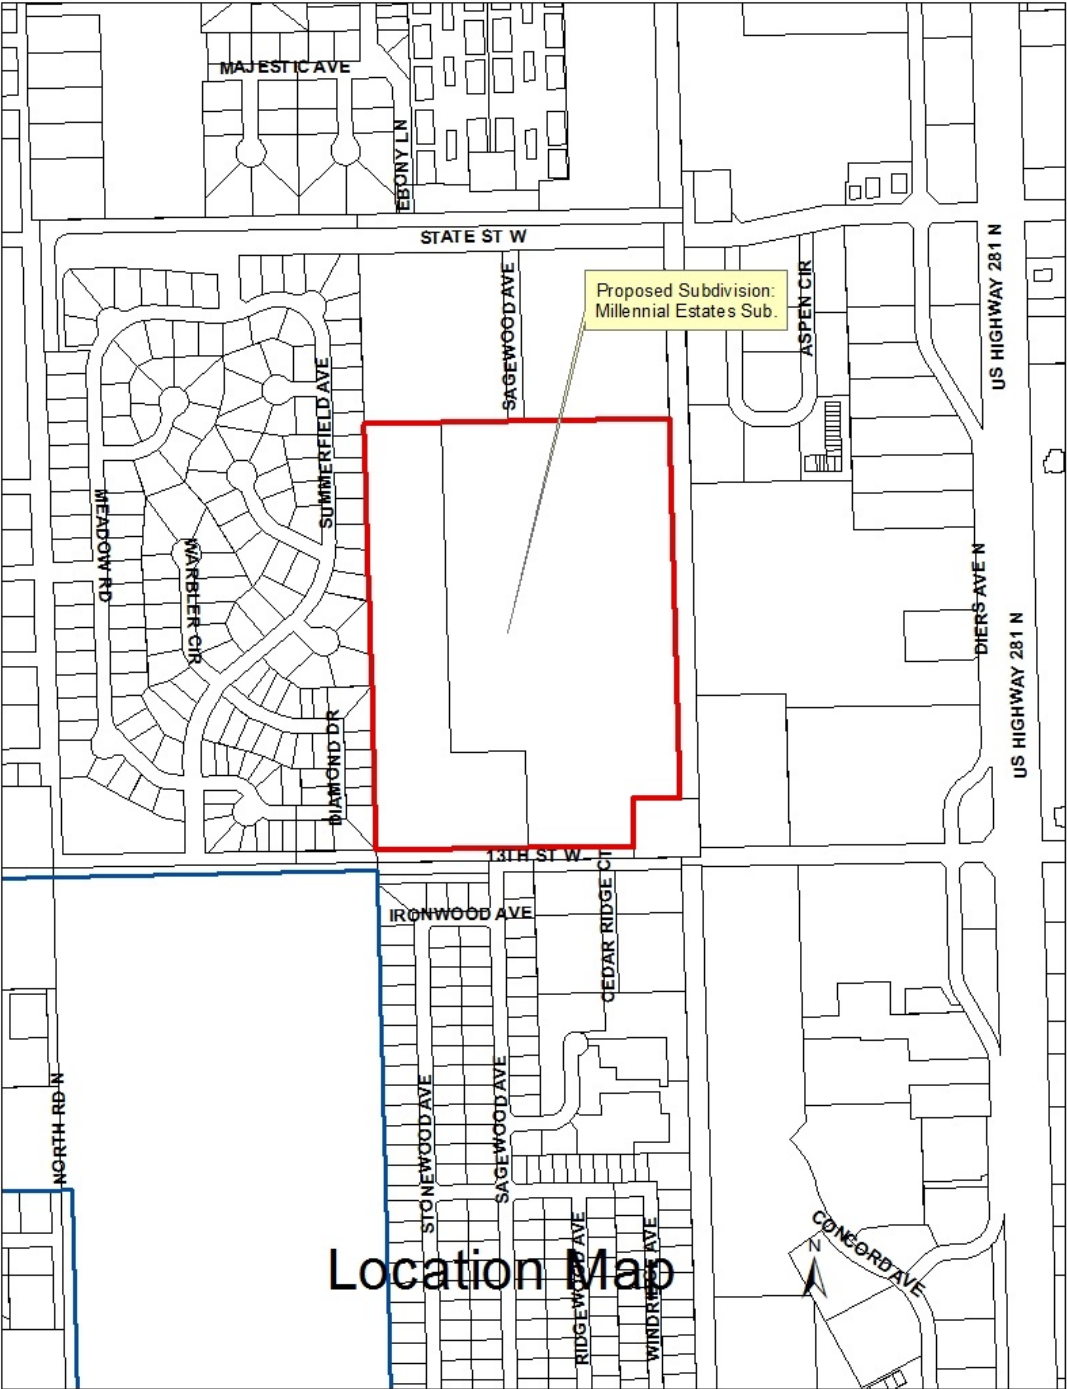 MAJESTIC AVE
EBONY LN
STATE ST W
US HIGHWAY 281 N
SAGEWOOD AVE
Proposed Subdivision:
Millennial Estates Sub.
ASPEN CIR
SUMMERFIELD AVE
MEADOW RD
WARBLER CIR
DIERS AVE N
US HIGHWAY 281 N
DIAMOND DR
13TH ST W
CEDAR RIDGE CT
IRONWOOD AVE
NORTH RD N
STONEWOOD AVE
SAGEWOOD AVE
RIDGEWOOD AVE
WINDRIDGE AVE
CONCORD AVE
N
Location Map